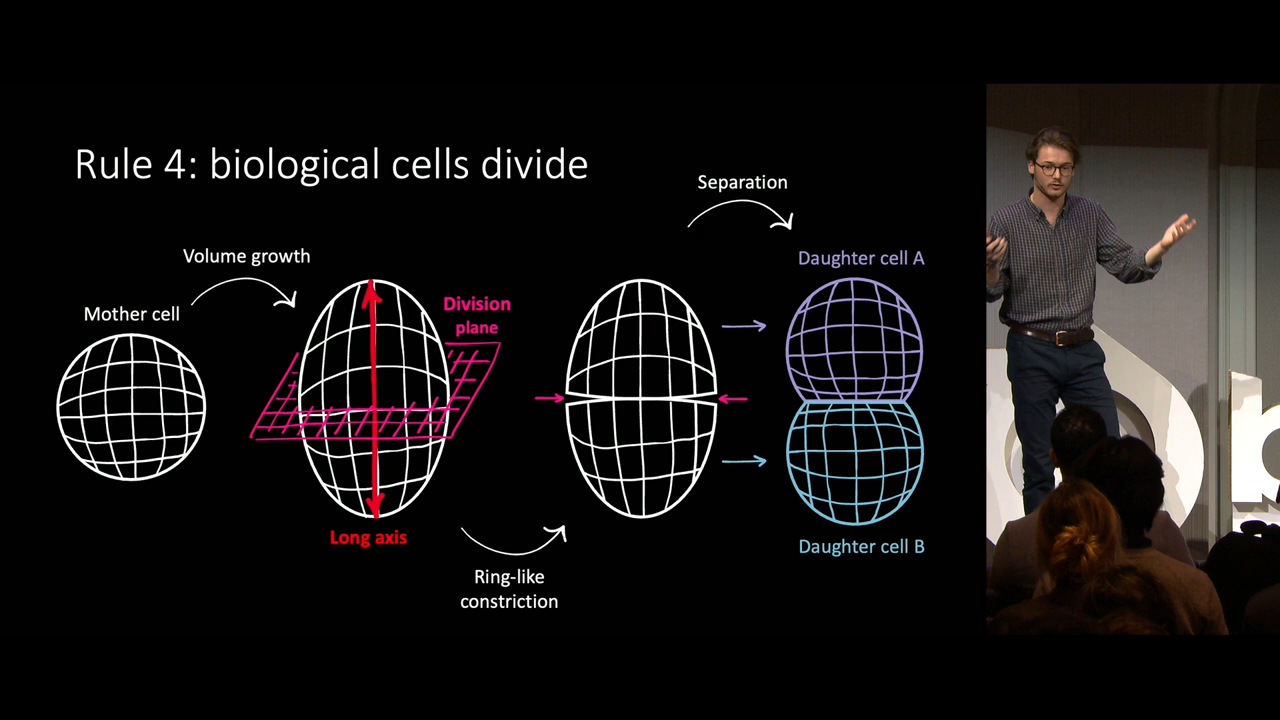 Rule 4: biological cells divide
Separation
Volume growth
Daughter cell A
Mother cell
Division
plane
Long axis
Daughter cell B
Ring-like
constriction